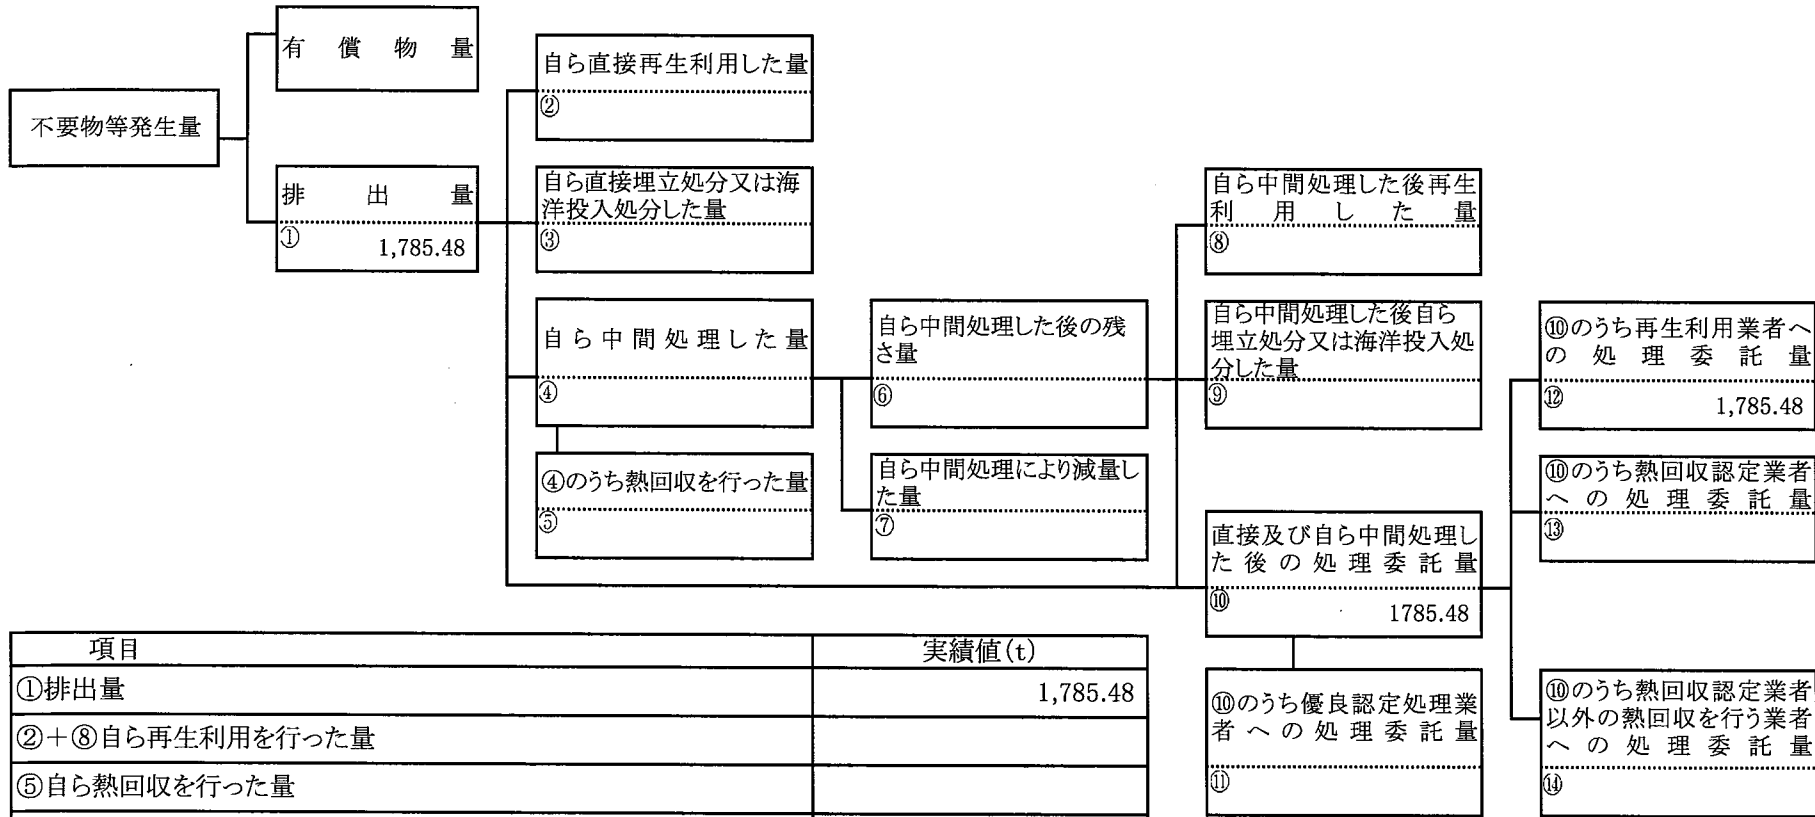 不要物等発生量
有償物量
排出量
①
1,785.48
自ら直接再生利用した量
②
自ら直接埋立処分又は海
洋投入処分した量
③
自ら中間処理した量
④
④のうち熱回収を行った量
⑤
自ら中間処理した後の残
さ量
⑥
自ら中間処理により減量し
た量
⑦
自ら中間処理した後再生
利用した量
⑧
自ら中間処理した後自ら
埋立処分又は海洋投入処
分した量
⑨
直接及び自ら中間処理し
た後の処理委託量
⑩
1785.48
⑩のうち優良認定処理業
者への処理委託量
⑪
⑩のうち再生利用業者へ
の処理委託量
⑫
1,785.48
⑩のうち熱回収認定業者
への処理委託量
⑬
⑩のうち熱回収認定業者
以外の熱回収を行う業者
への処理委託量
⑭
項目 実績値(t)
①排出量 1,785.48
②+⑧自ら再生利用を行った量
⑤自ら熱回収を行った量